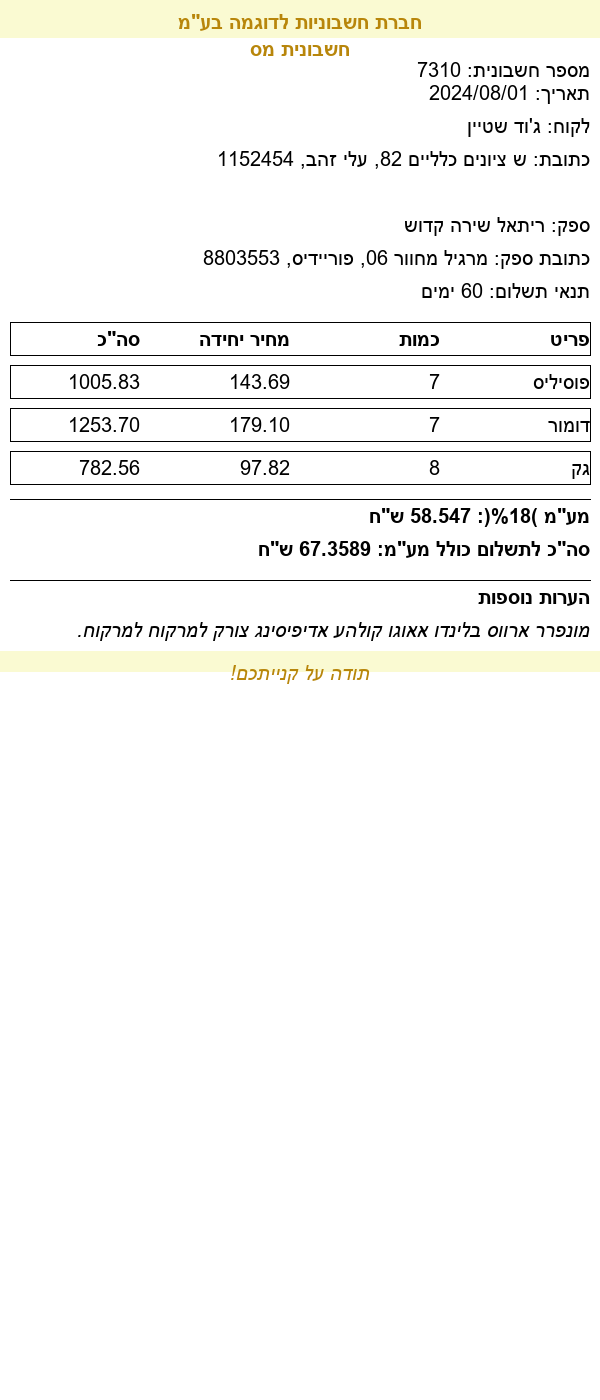 חברת חשבוניות לדוגמה בע"מ
חשבונית מס
מספר חשבונית: 7310
תאריך: 2024/08/01
לקוח: ג'וד שטיין
כתובת: ש ציונים כלליים 82, עלי זהב, 1152454
ספק: ריתאל שירה קדוש
כתובת ספק: מרגיל מחוור 06, פוריידיס, 8803553
תנאי תשלום: 60 ימים
פריט כמות מחיר יחידה סה"כ
פוסיליס 7 143.69 1005.83
דומור 7 179.10 1253.70
גק 8 97.82 782.56
מע"מ )18%(: 58.547 ש"ח
סה"כ לתשלום כולל מע"מ: 67.3589 ש"ח
הערות נוספות
מונפרר ארווס בלינדו אאוגו קולהע אדיפיסינג צורק למרקוח למרקוח.
תודה על קנייתכם!